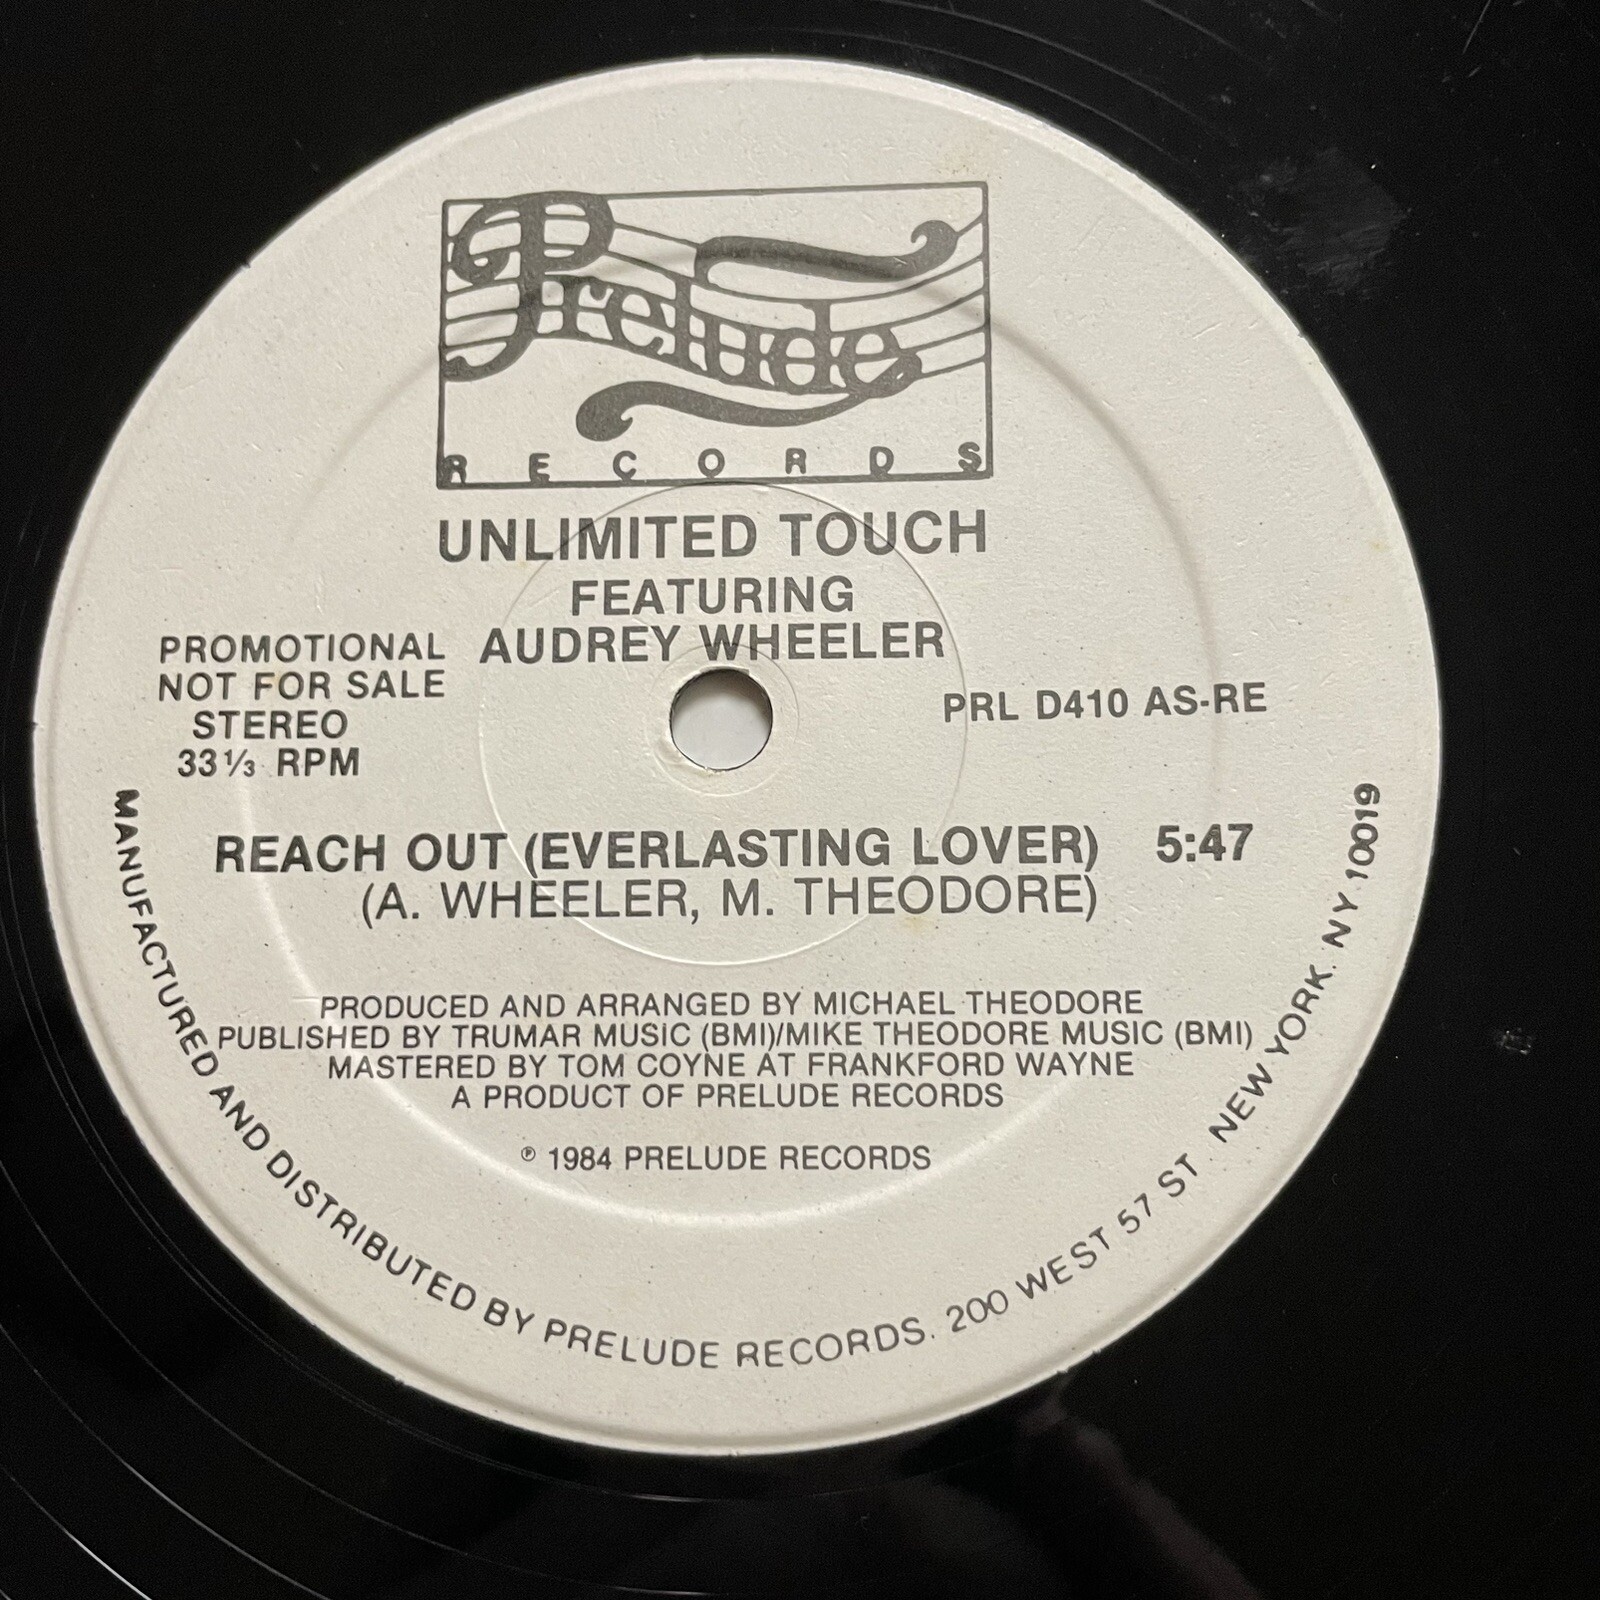 Prelude
RECORDS
UNLIMITED TOUCH
FEATURING
AUDREY WHEELER
PROMOTIONAL
NOT FOR SALE
STEREO
33 1/3 RPM
PRL D410 AS-RE
REACH OUT (EVERLASTING LOVER) 5:47
(A. WHEELER, M. THEODORE)
PRODUCED AND ARRANGED BY MICHAEL THEODORE
PUBLISHED BY TRUMAR MUSIC (BMI)/MIKE THEODORE MUSIC (BMI)
MASTERED BY TOM COYNE AT FRANKFORD WAYNE
A PRODUCT OF PRELUDE RECORDS
℗ 1984 PRELUDE RECORDS
MANUFACTURED AND DISTRIBUTED BY PRELUDE RECORDS. 200 WEST 57 ST. NEW YORK. NY 10019